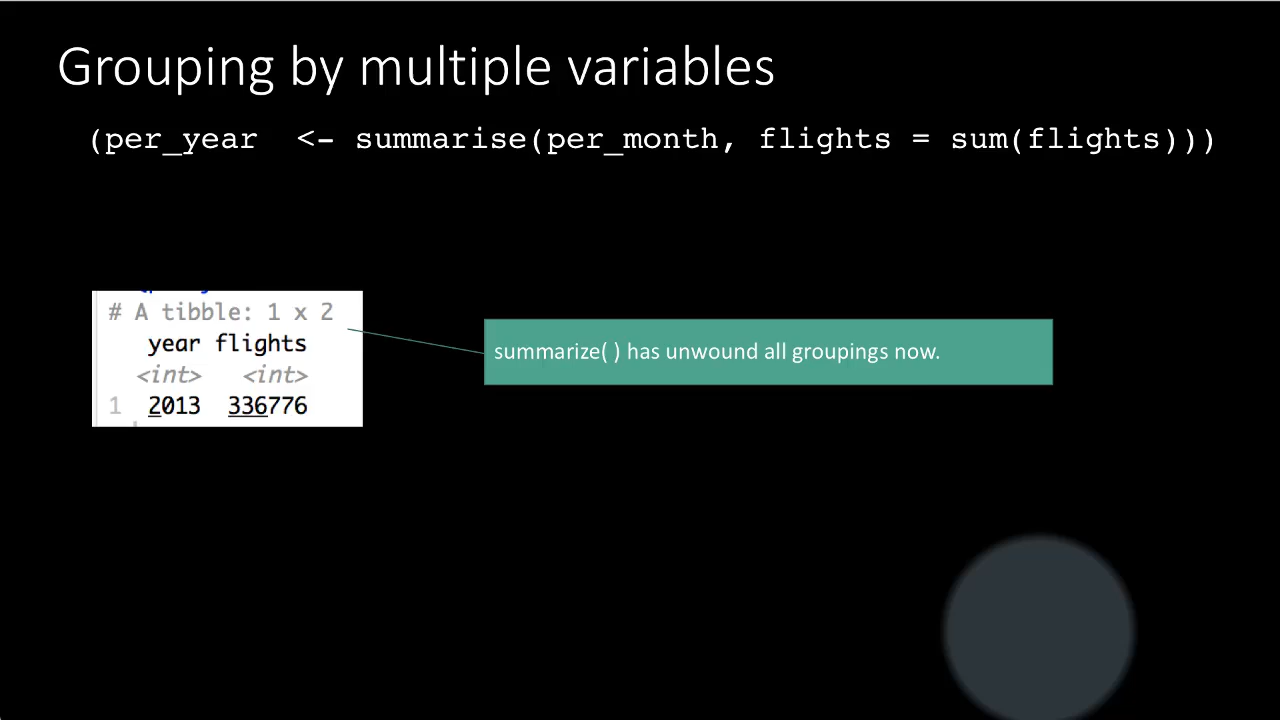 Grouping by multiple variables
(per_year  <- summarise(per_month, flights = sum(flights)))
# A tibble: 1 x 2
year flights
<int> <int>
1 2013 336776
summarize( ) has unwound all groupings now.